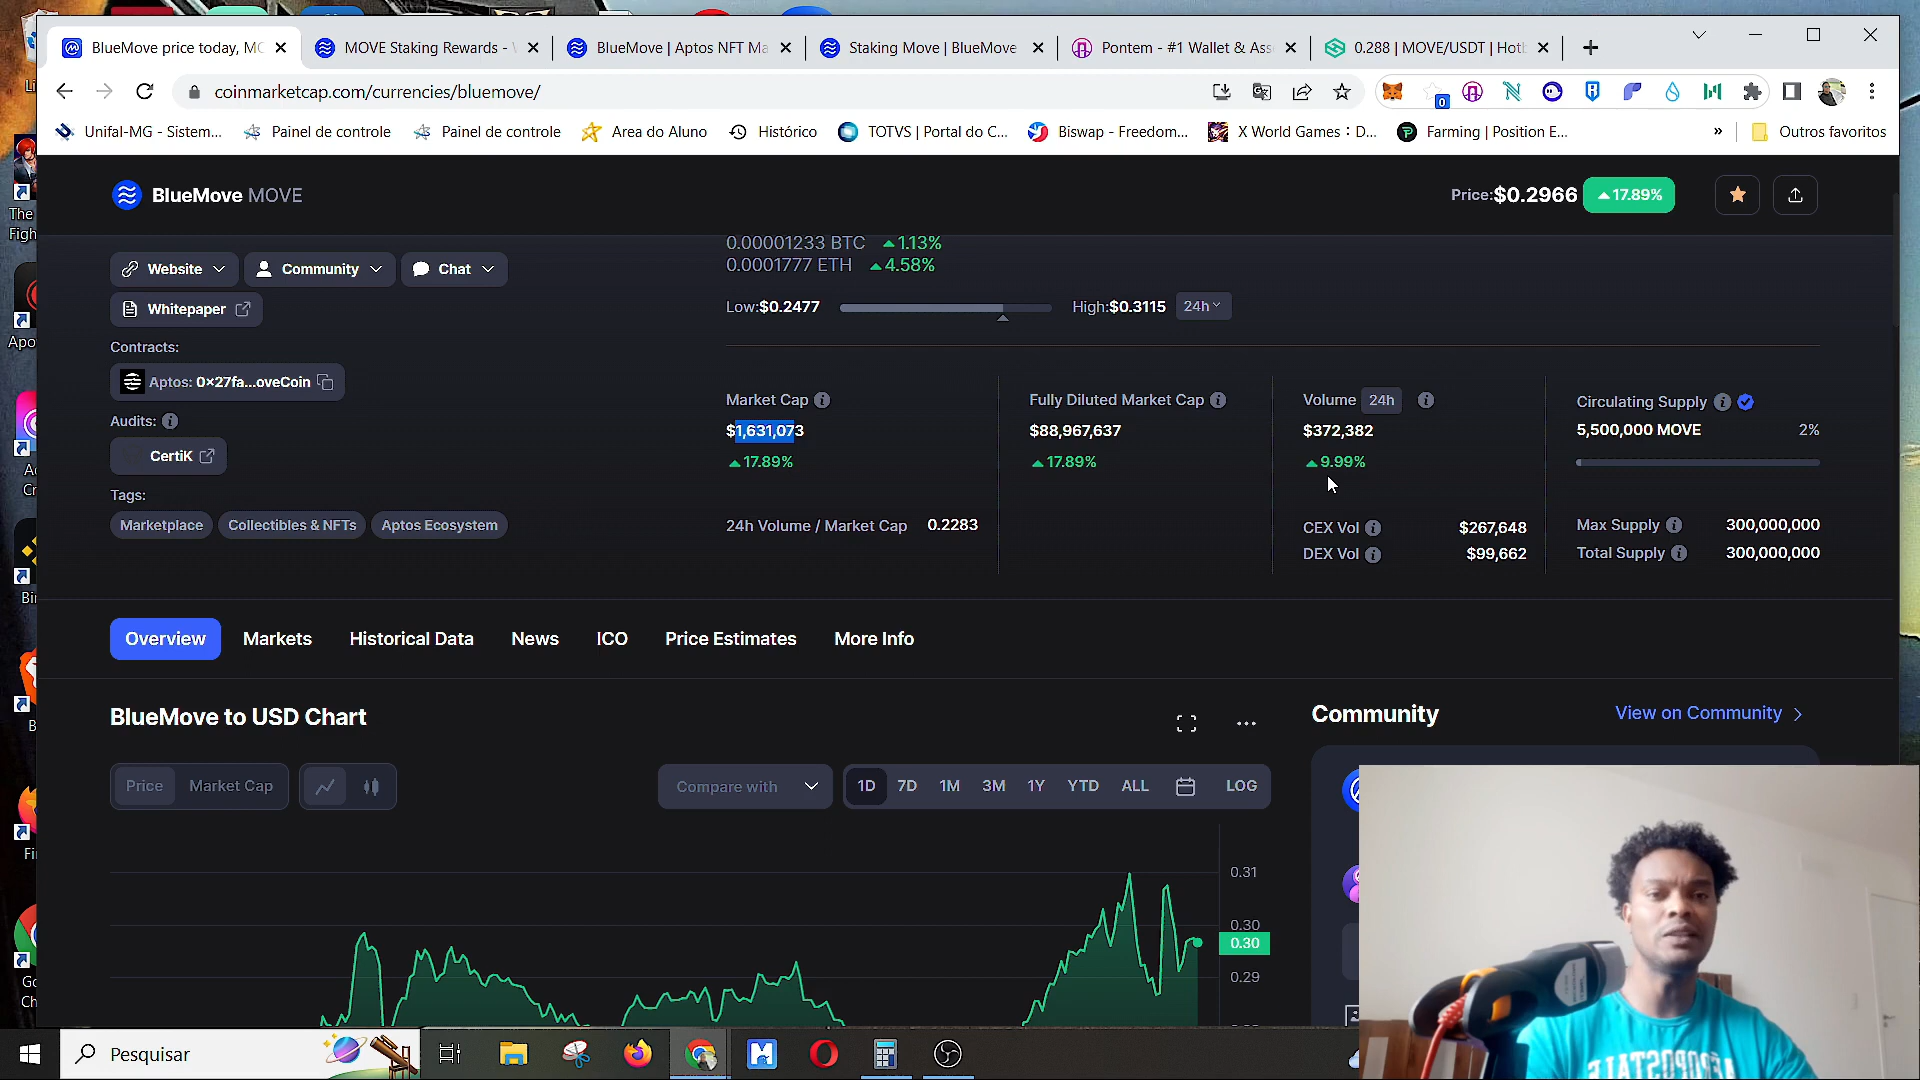 BlueMove price today, MC
MOVE Staking Rewards - W
BlueMove | Aptos NFT Ma
Staking Move | BlueMove
Pontem - #1 Wallet & Ass
0.288 | MOVE/USDT | Hotb
coinmarketcap.com/currencies/bluemove/
0
Unifal-MG - Sistem...
Painel de controle
Painel de controle
Area do Aluno
Histórico
TOTVS | Portal do C...
Biswap - Freedom...
X World Games : D...
Farming | Position E...
»
Outros favoritos
BlueMove MOVE
Price:$0.2966
17.89%
0.00001233 BTC 1.13%
0.0001777 ETH 4.58%
Website
Community
Chat
Whitepaper
Low:$0.2477
High:$0.3115
24h
Contracts:
Aptos: 0x27fa...oveCoin
Audits:
CertiK
Tags:
Marketplace
Collectibles & NFTs
Aptos Ecosystem
Market Cap
$1,631,073
17.89%
24h Volume / Market Cap 0.2283
Fully Diluted Market Cap
$88,967,637
17.89%
Volume 24h
$372,382
9.99%
CEX Vol $267,648
DEX Vol $99,662
Circulating Supply
5,500,000 MOVE 2%
Max Supply 300,000,000
Total Supply 300,000,000
Overview
Markets
Historical Data
News
ICO
Price Estimates
More Info
BlueMove to USD Chart
Community
View on Community
Price
Market Cap
Compare with
1D
7D
1M
3M
1Y
YTD
ALL
LOG
0.31
0.30
0.30
0.29
The
Figh
Apo
Bin
B
Fir
Go
Ch
Pesquisar